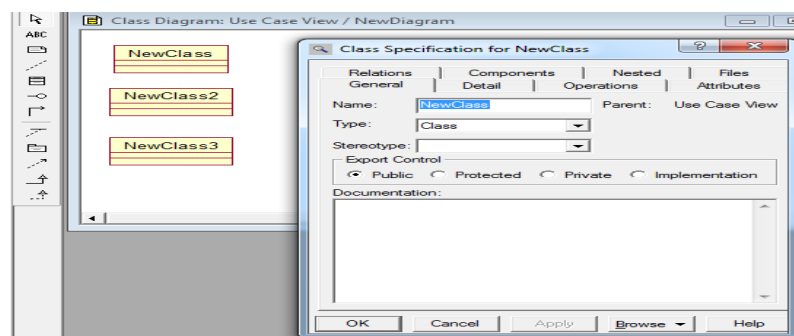 Class Diagram: Use Case View / NewDiagram
ABC
NewClass
NewClass2
NewClass3
Class Specification for NewClass
Relations Components Nested Files
General Detail Operations Attributes
Name: NewClass Parent: Use Case View
Type: Class
Stereotype:
Export Control
Public Protected Private Implementation
Documentation:
OK Cancel Apply Browse Help